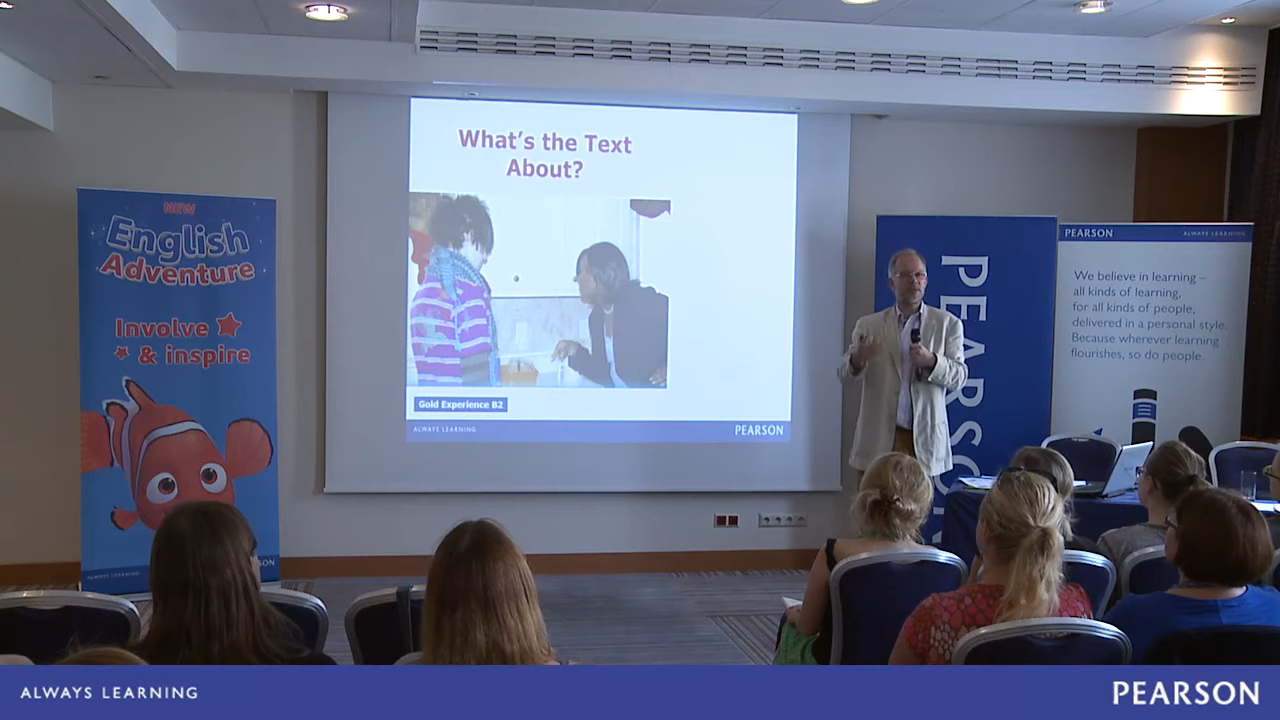 What's the Text
About?
Gold Experience B2
ALWAYS LEARNING
PEARSON
NEW
English
Adventure
Involve
& inspire
ALWAYS LEARNING
PEARSON
PEARSON
ALWAYS LEARNING
We believe in learning –
all kinds of learning,
for all kinds of people,
delivered in a personal style.
Because wherever learning
flourishes, so do people.
ALWAYS LEARNING
PEARSON